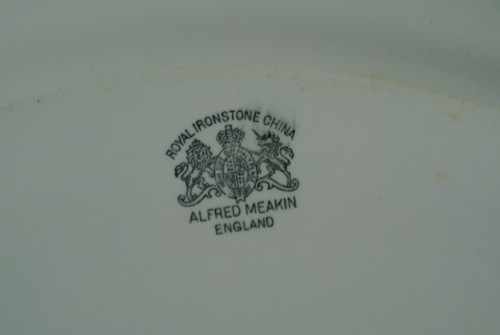 ROYAL IRONSTONE CHINA
ALFRED MEAKIN
ENGLAND